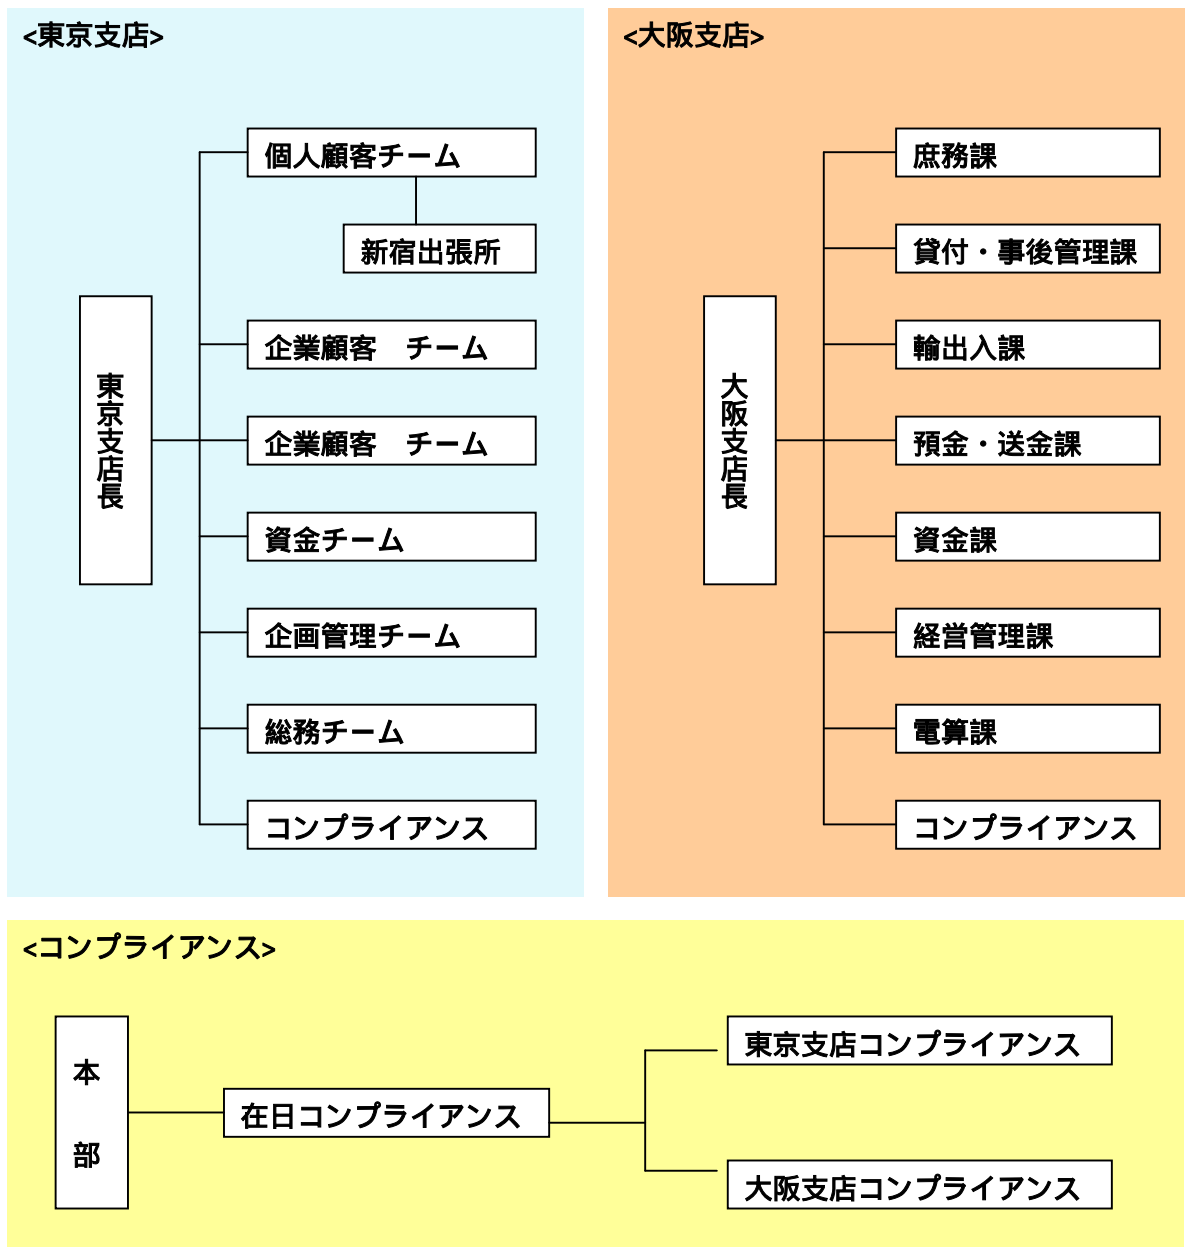 <東京支店>
個人顧客チーム
新宿出張所
企業顧客　チーム
東京支店長
企業顧客　チーム
資金チーム
企画管理チーム
総務チーム
コンプライアンス
<大阪支店>
庶務課
貸付・事後管理課
輸出入課
大阪支店長
預金・送金課
資金課
経営管理課
電算課
コンプライアンス
<コンプライアンス>
本部
在日コンプライアンス
東京支店コンプライアンス
大阪支店コンプライアンス